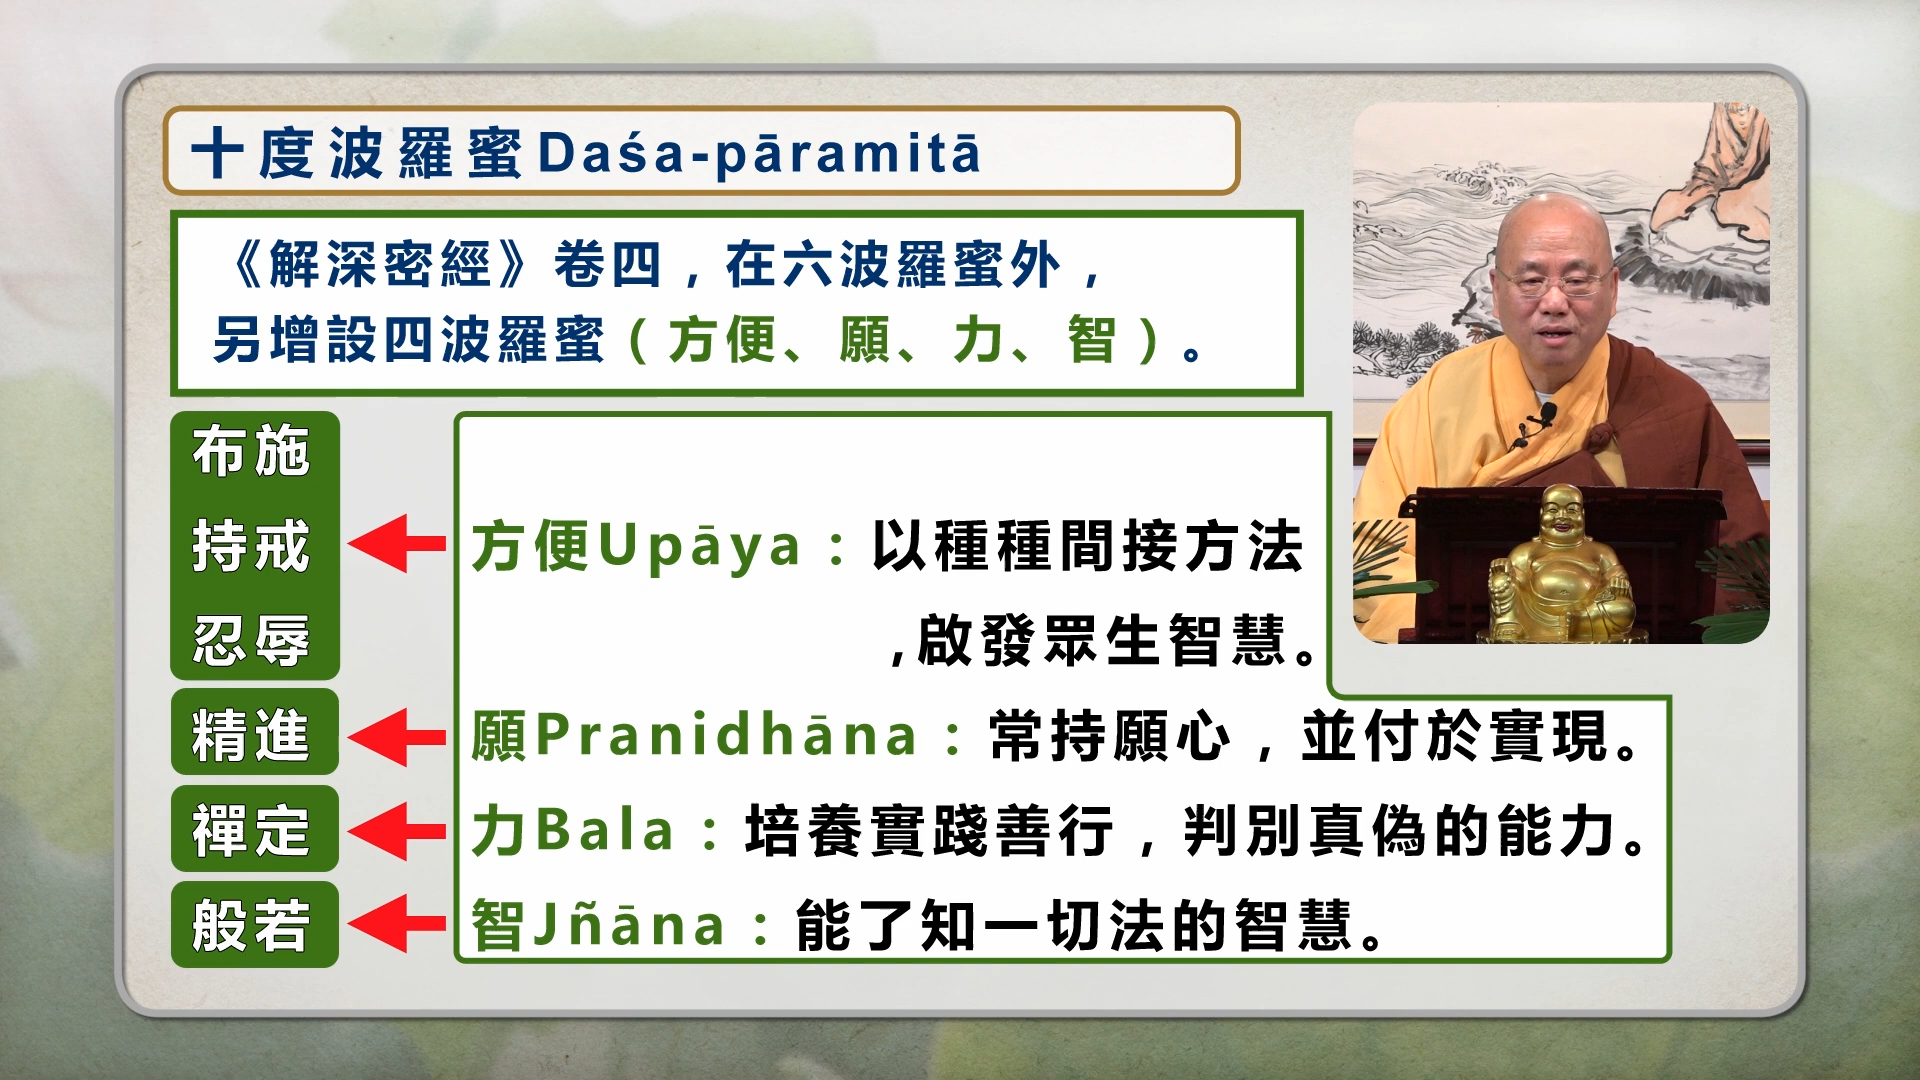 十度波羅蜜Daśa-pāramitā
《解深密經》卷四，在六波羅蜜外，
另增設四波羅蜜（方便、願、力、智）。
布施
持戒
忍辱
方便Upāya：以種種間接方法
,啟發眾生智慧。
精進
願Pranidhāna：常持願心，並付於實現。
禪定
力Bala：培養實踐善行，判別真偽的能力。
般若
智Jñāna：能了知一切法的智慧。